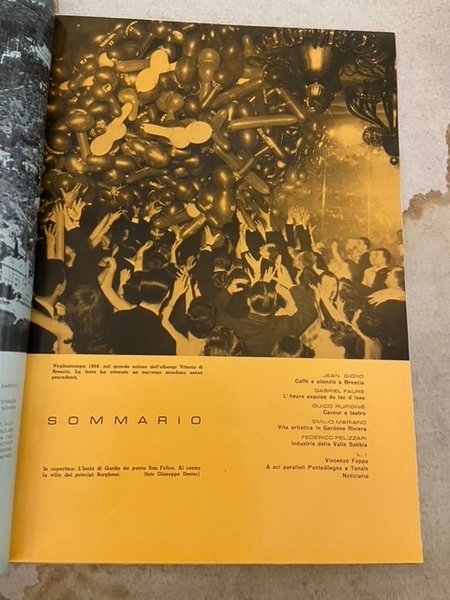 Vegliastampa 1958, nel grande salone dell'albergo Vittoria di
Brescia. La festa ha ottenuto un successo mondano senza
precedenti.
SOMMARIO
In copertina: L'Isola di Garda da punta San Felice. Al centro
la villa dei principi Borghese. (foto Giuseppe Dester)
JEAN GIONO
Caffè e silenzio a Brescia
GABRIEL FAURE
L'heure exquise du lac d'Iseo
GUIDO RUPIGNIÉ
Cavour a teatro
EMILIO MARIANO
Vita artistica in Gardone Riviera
FEDERICO PELIZZARI
Industrie della Valle Sabbia
L. I.
Vincenzo Foppa
A sci paralleli Pontedilegno e Tonale
Notiziario